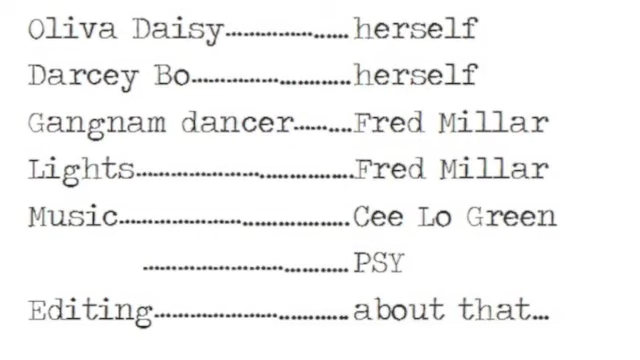 Oliva Daisy.....................herself
Darcey Bo...........................herself
Gangnam dancer.........Fred Millar
Lights...................................Fred Millar
Music.....................................Cee Lo Green
.................................PSY
Editing...............................about that...